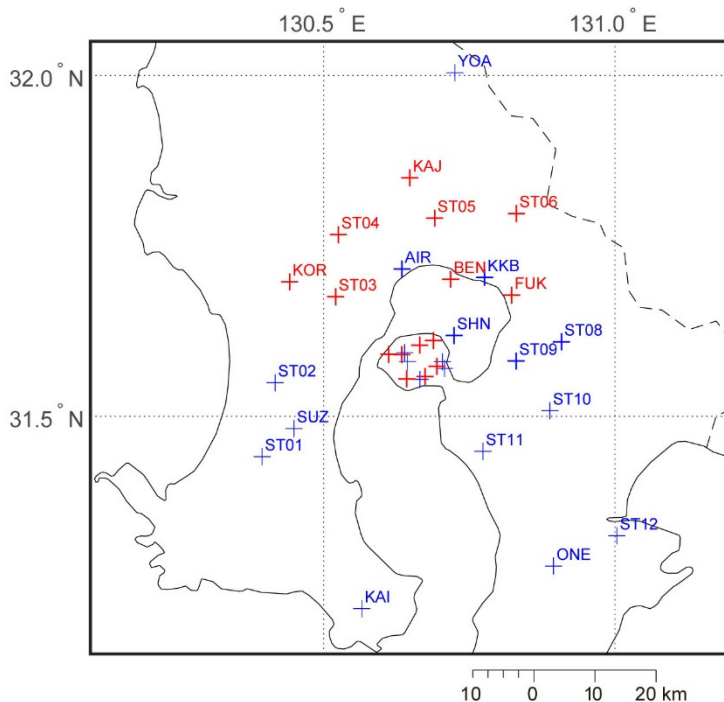 130.5° E
131.0° E
32.0° N
YOA
KAJ
ST05
ST06
ST04
AIR
BEN
KKB
KOR
ST03
FUK
SHN
ST08
ST09
ST02
31.5° N
ST10
SUZ
ST01
ST11
ST12
ONE
KAI
10 0 10 20 km